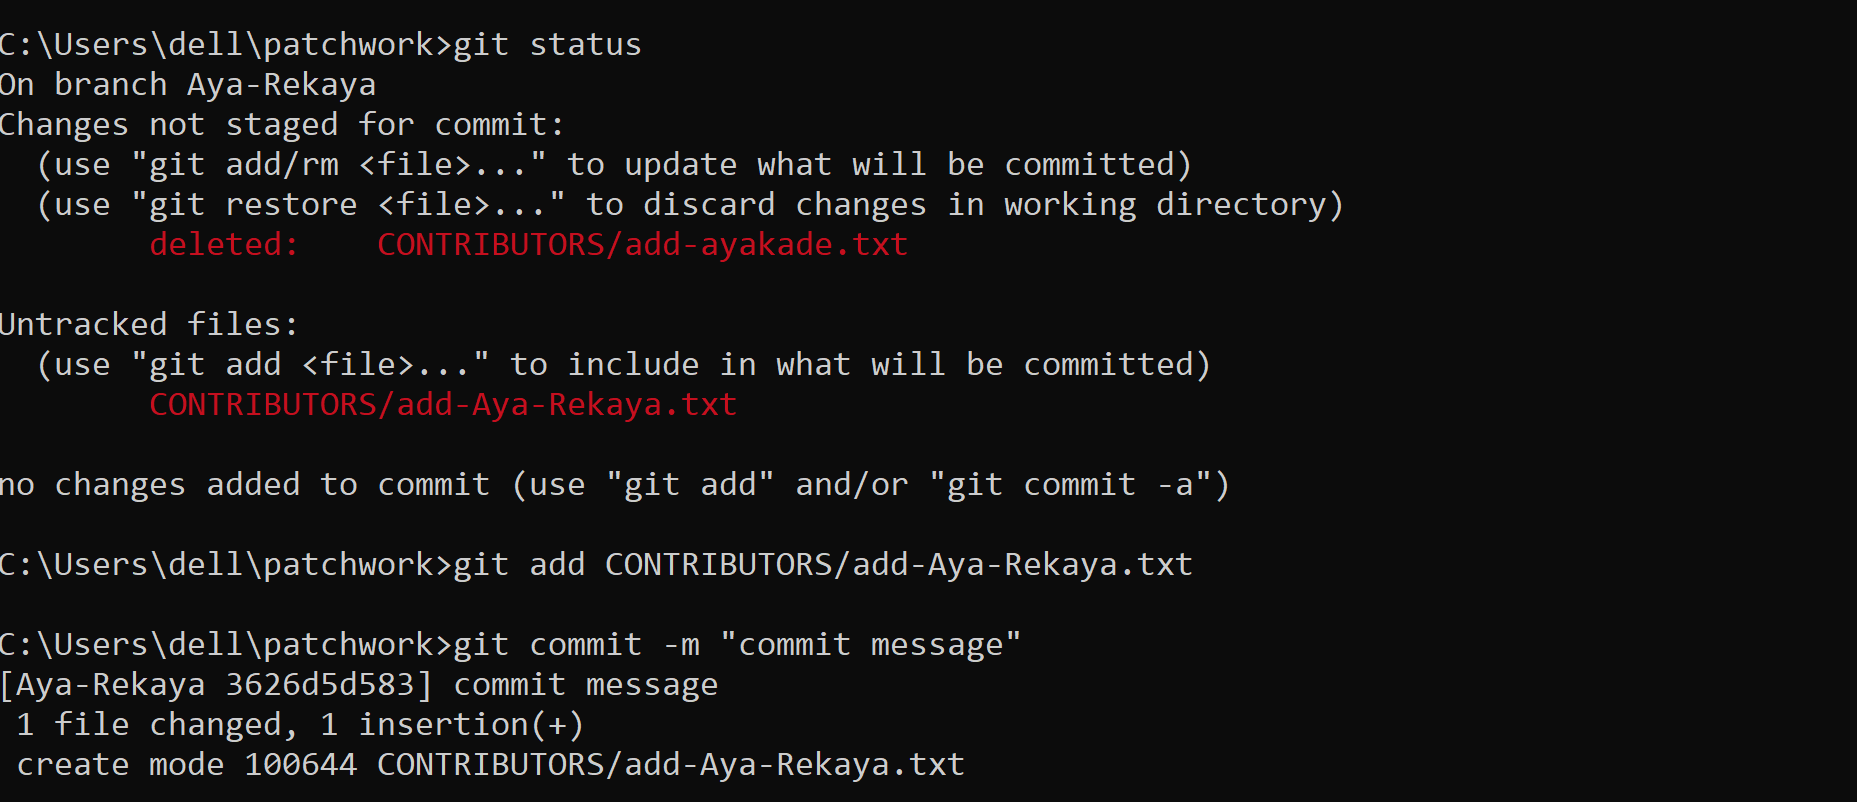 C:\Users\dell\patchwork>git status
On branch Aya-Rekaya
Changes not staged for commit:
  (use "git add/rm <file>..." to update what will be committed)
  (use "git restore <file>..." to discard changes in working directory)
        deleted:    CONTRIBUTORS/add-ayakade.txt
Untracked files:
  (use "git add <file>..." to include in what will be committed)
        CONTRIBUTORS/add-Aya-Rekaya.txt
no changes added to commit (use "git add" and/or "git commit -a")
C:\Users\dell\patchwork>git add CONTRIBUTORS/add-Aya-Rekaya.txt
C:\Users\dell\patchwork>git commit -m "commit message"
[Aya-Rekaya 3626d5d583] commit message
 1 file changed, 1 insertion(+)
 create mode 100644 CONTRIBUTORS/add-Aya-Rekaya.txt